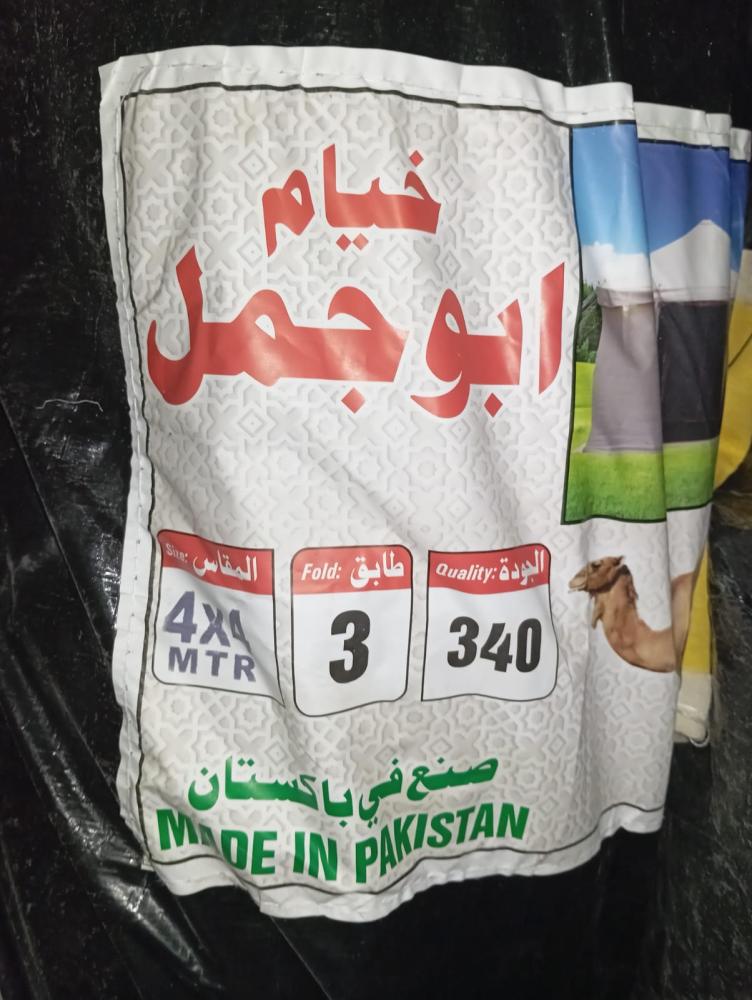 خيام
ابوجمل
Size: المقاس
4X4
MTR
Fold: طابق
3
Quality: الجودة
340
صنع في باكستان
MADE IN PAKISTAN